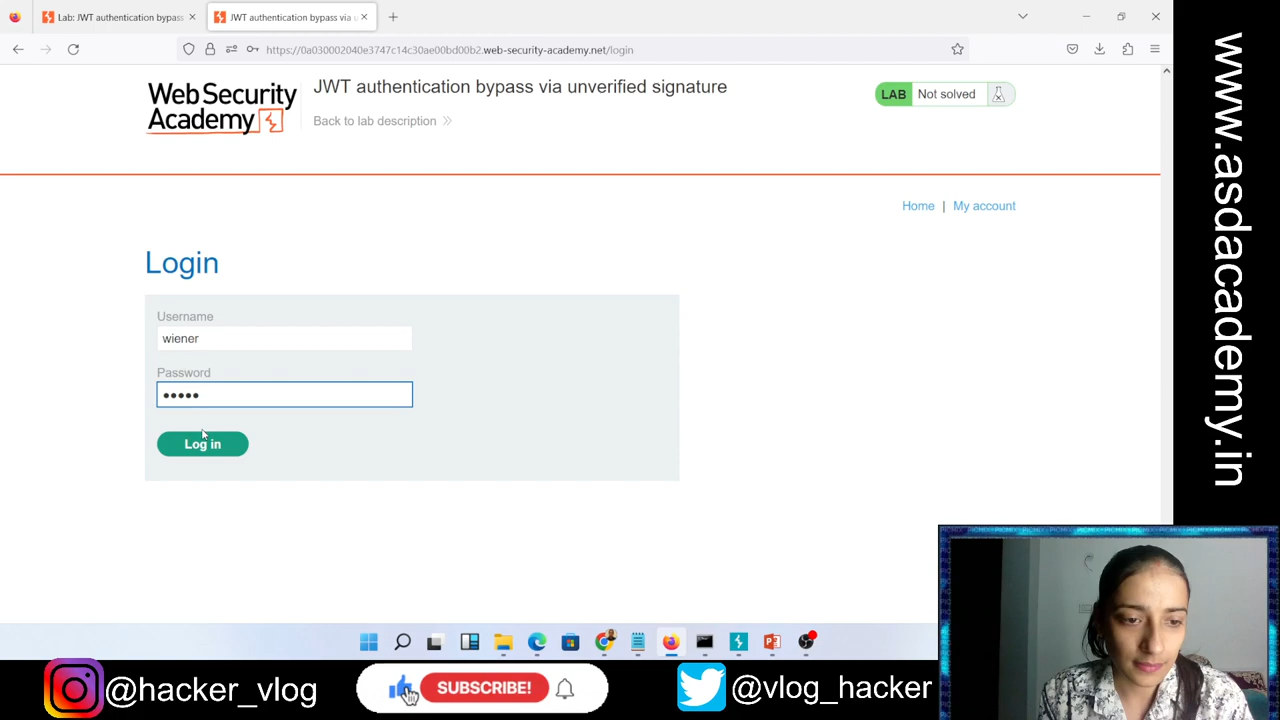 Lab: JWT authentication bypass
JWT authentication bypass via u
https://0a030002040e3747c14c30ae00bd00b2.web-security-academy.net/login
WebSecurity
Academy
JWT authentication bypass via unverified signature
Back to lab description
LAB
Not solved
Home | My account
Login
Username
wiener
Password
Log in
www.asdacademy.in
@hacker_vlog
SUBSCRIBE!
@vlog_hacker